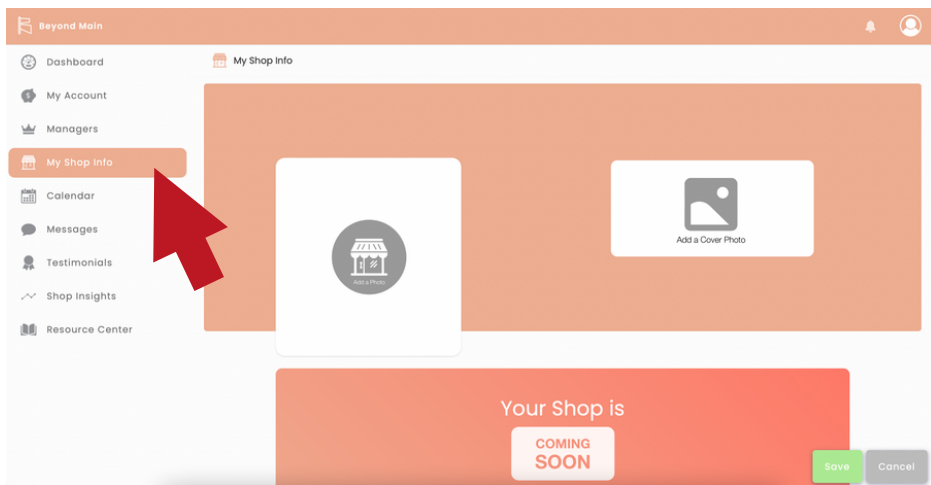 Beyond Main
Dashboard
My Account
Managers
My Shop Info
Calendar
Messages
Testimonials
Shop Insights
Resource Center
My Shop Info
Add a Photo
Add a Cover Photo
Your Shop is
COMING
SOON
Save
Cancel